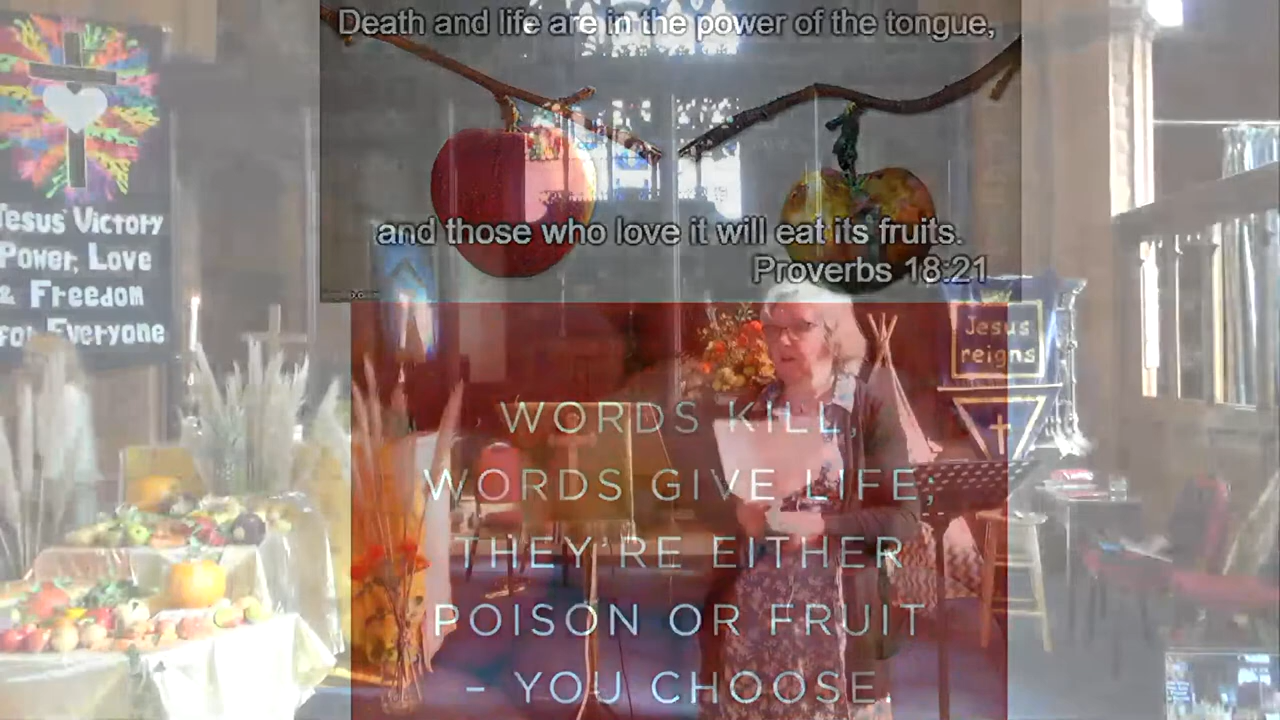 Death and life are in the power of the tongue,
and those who love it will eat its fruits.
Proverbs 18:21
Jesus Victory
Power, Love
& Freedom
for Everyone
Jesus
reigns
WORDS KILL,
WORDS GIVE LIFE;
THEY'RE EITHER
POISON OR FRUIT
– YOU CHOOSE